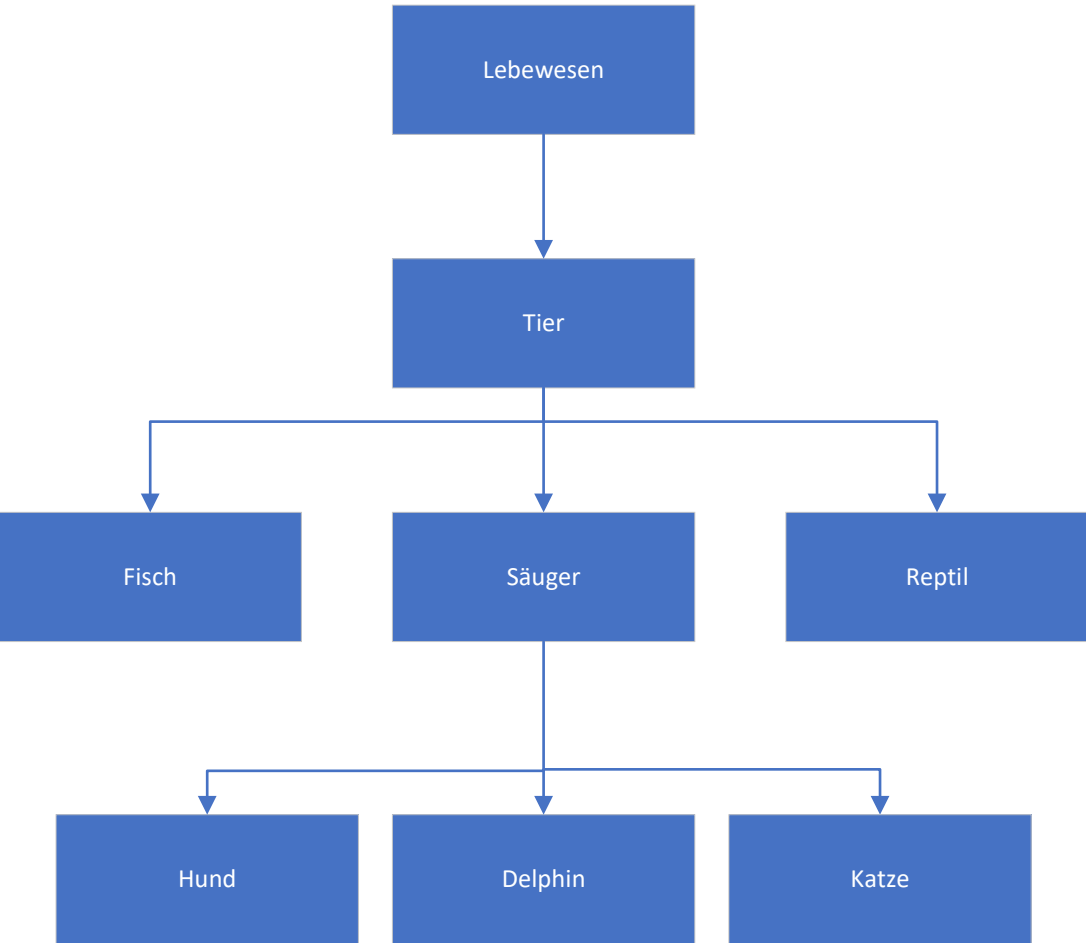 Lebewesen
Tier
Fisch
Säuger
Reptil
Hund
Delphin
Katze